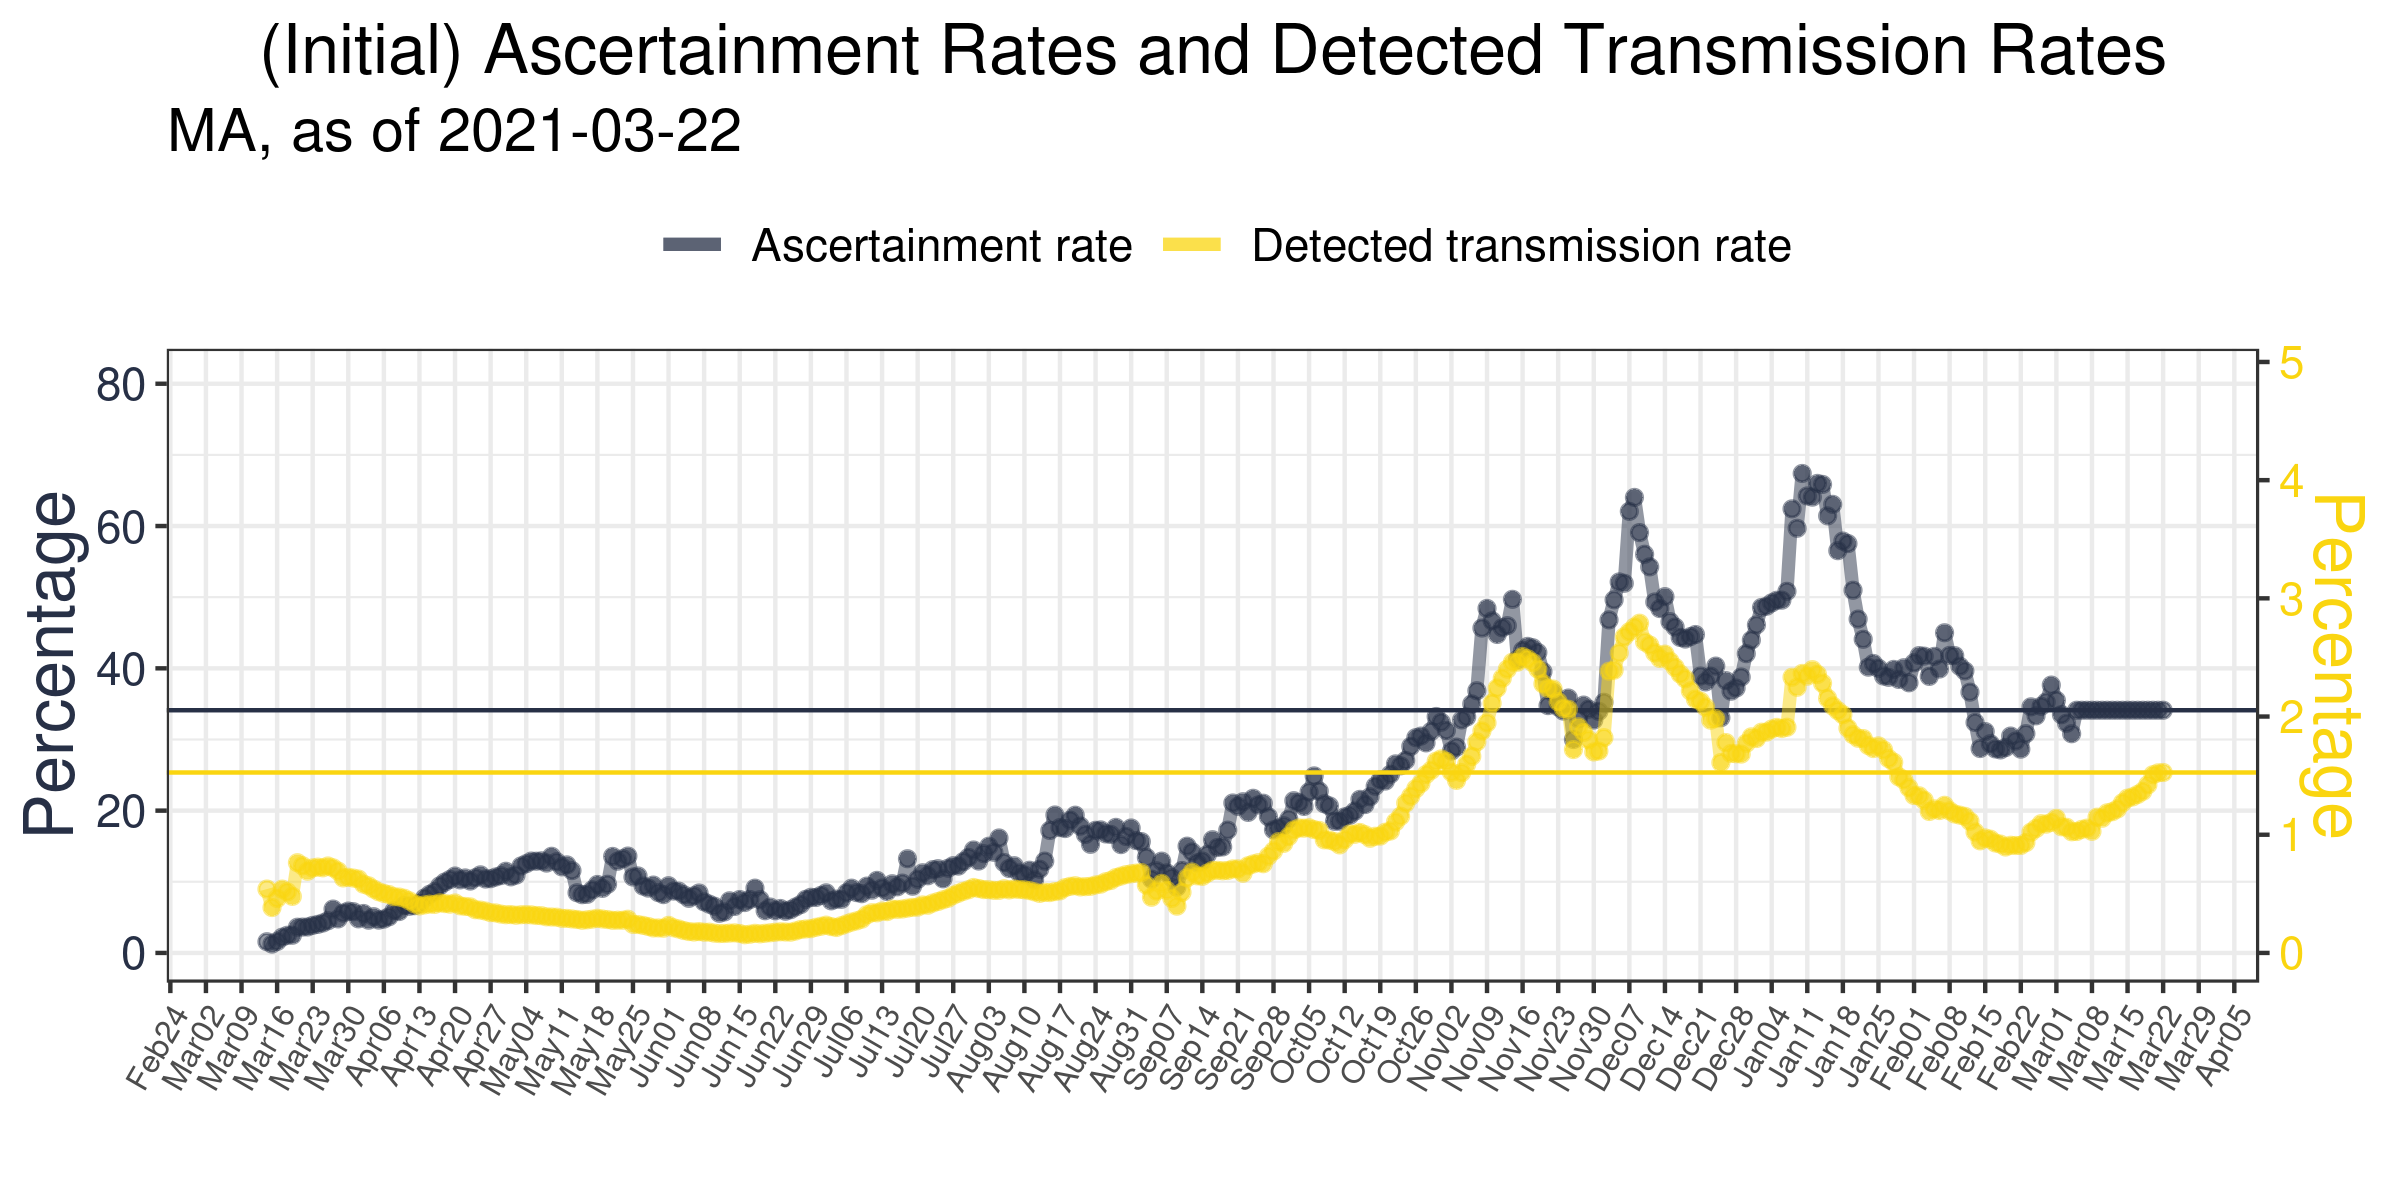 (Initial) Ascertainment Rates and Detected Transmission Rates
MA, as of 2021-03-22
Ascertainment rate Detected transmission rate
Percentage
80
60
40
20
0
5
4
3
2
1
0
Percentage
Feb24 Mar02 Mar09 Mar16 Mar23 Mar30 Apr06 Apr13 Apr20 Apr27 May04 May11 May18 May25 Jun01 Jun08 Jun15 Jun22 Jun29 Jul06 Jul13 Jul20 Jul27 Aug03 Aug10 Aug17 Aug24 Aug31 Sep07 Sep14 Sep21 Sep28 Oct05 Oct12 Oct19 Oct26 Nov02 Nov09 Nov16 Nov23 Nov30 Dec07 Dec14 Dec21 Dec28 Jan04 Jan11 Jan18 Jan25 Feb01 Feb08 Feb15 Feb22 Mar01 Mar08 Mar15 Mar22 Mar29 Apr05